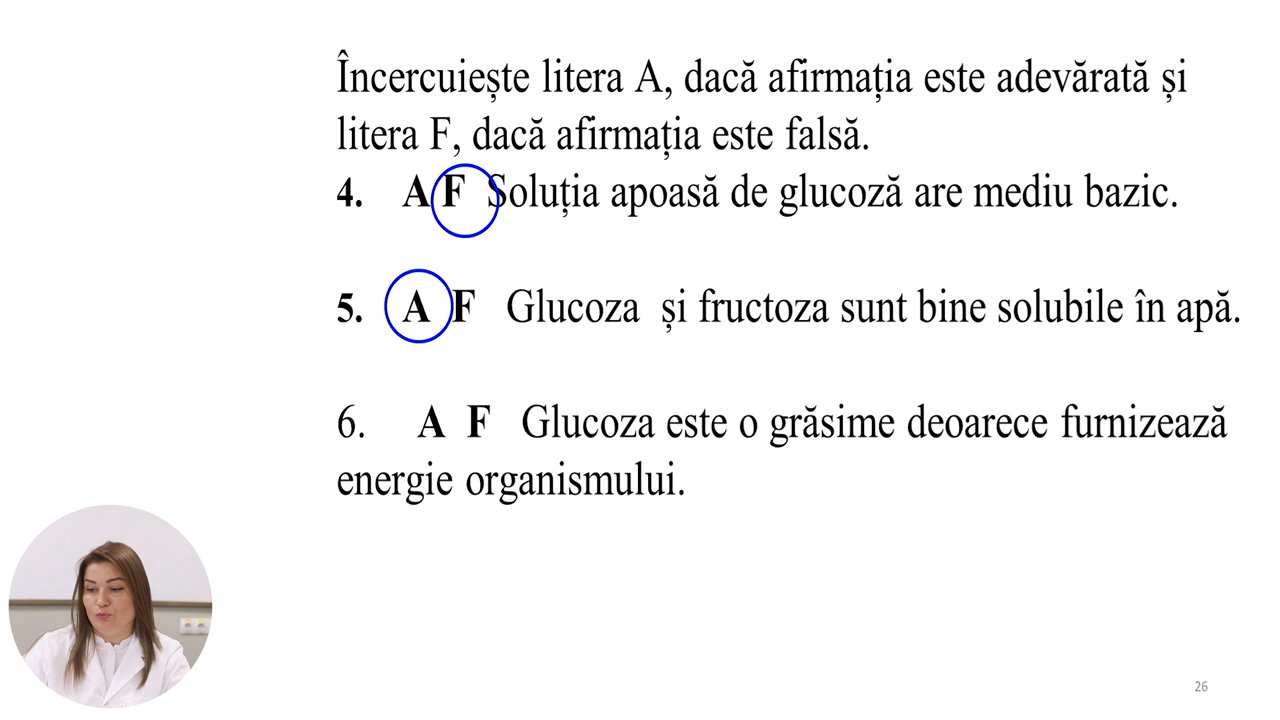 Încercuiește litera A, dacă afirmația este adevărată și
litera F, dacă afirmația este falsă.
4. A F Soluția apoasă de glucoză are mediu bazic.
5. A F Glucoza și fructoza sunt bine solubile în apă.
6. A F Glucoza este o grăsime deoarece furnizează
energie organismului.
26